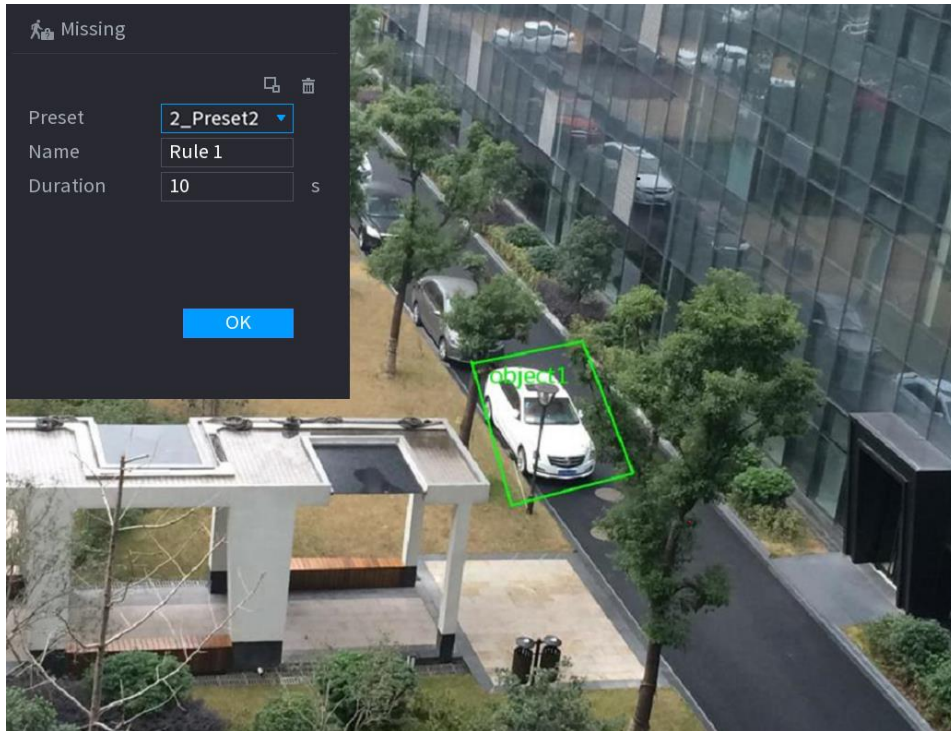 Missing
Preset 2_Preset2
Name Rule 1
Duration 10 s
OK
object1